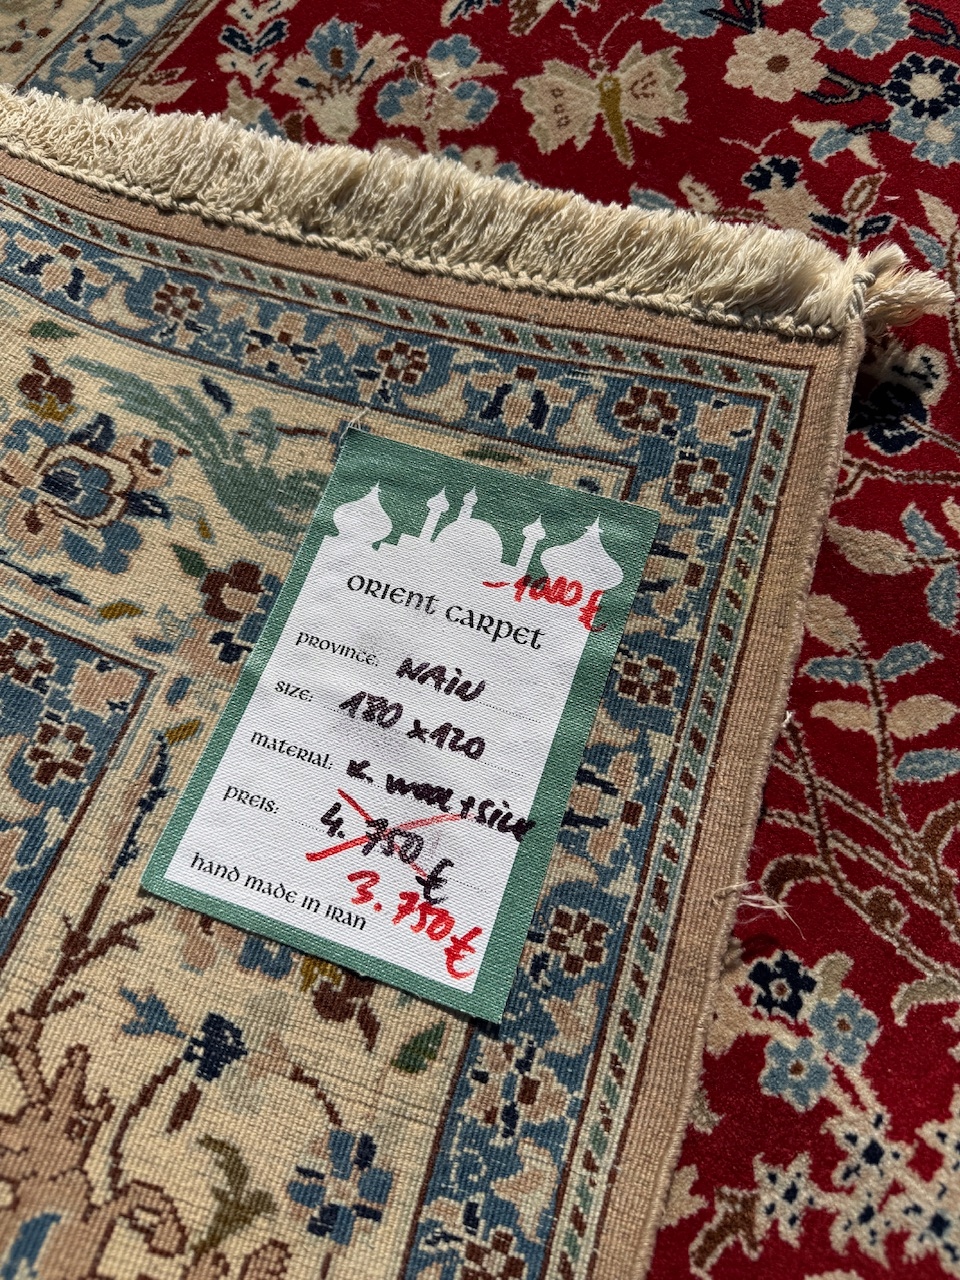 - 1000 £
ORIENT CARPET
PROVINCE: NAIN
SIZE: 180 x 120
MATERIAL: K. wool + Silk
PREIS: 4.750 £
3.750 £
HAND MADE IN IRAN